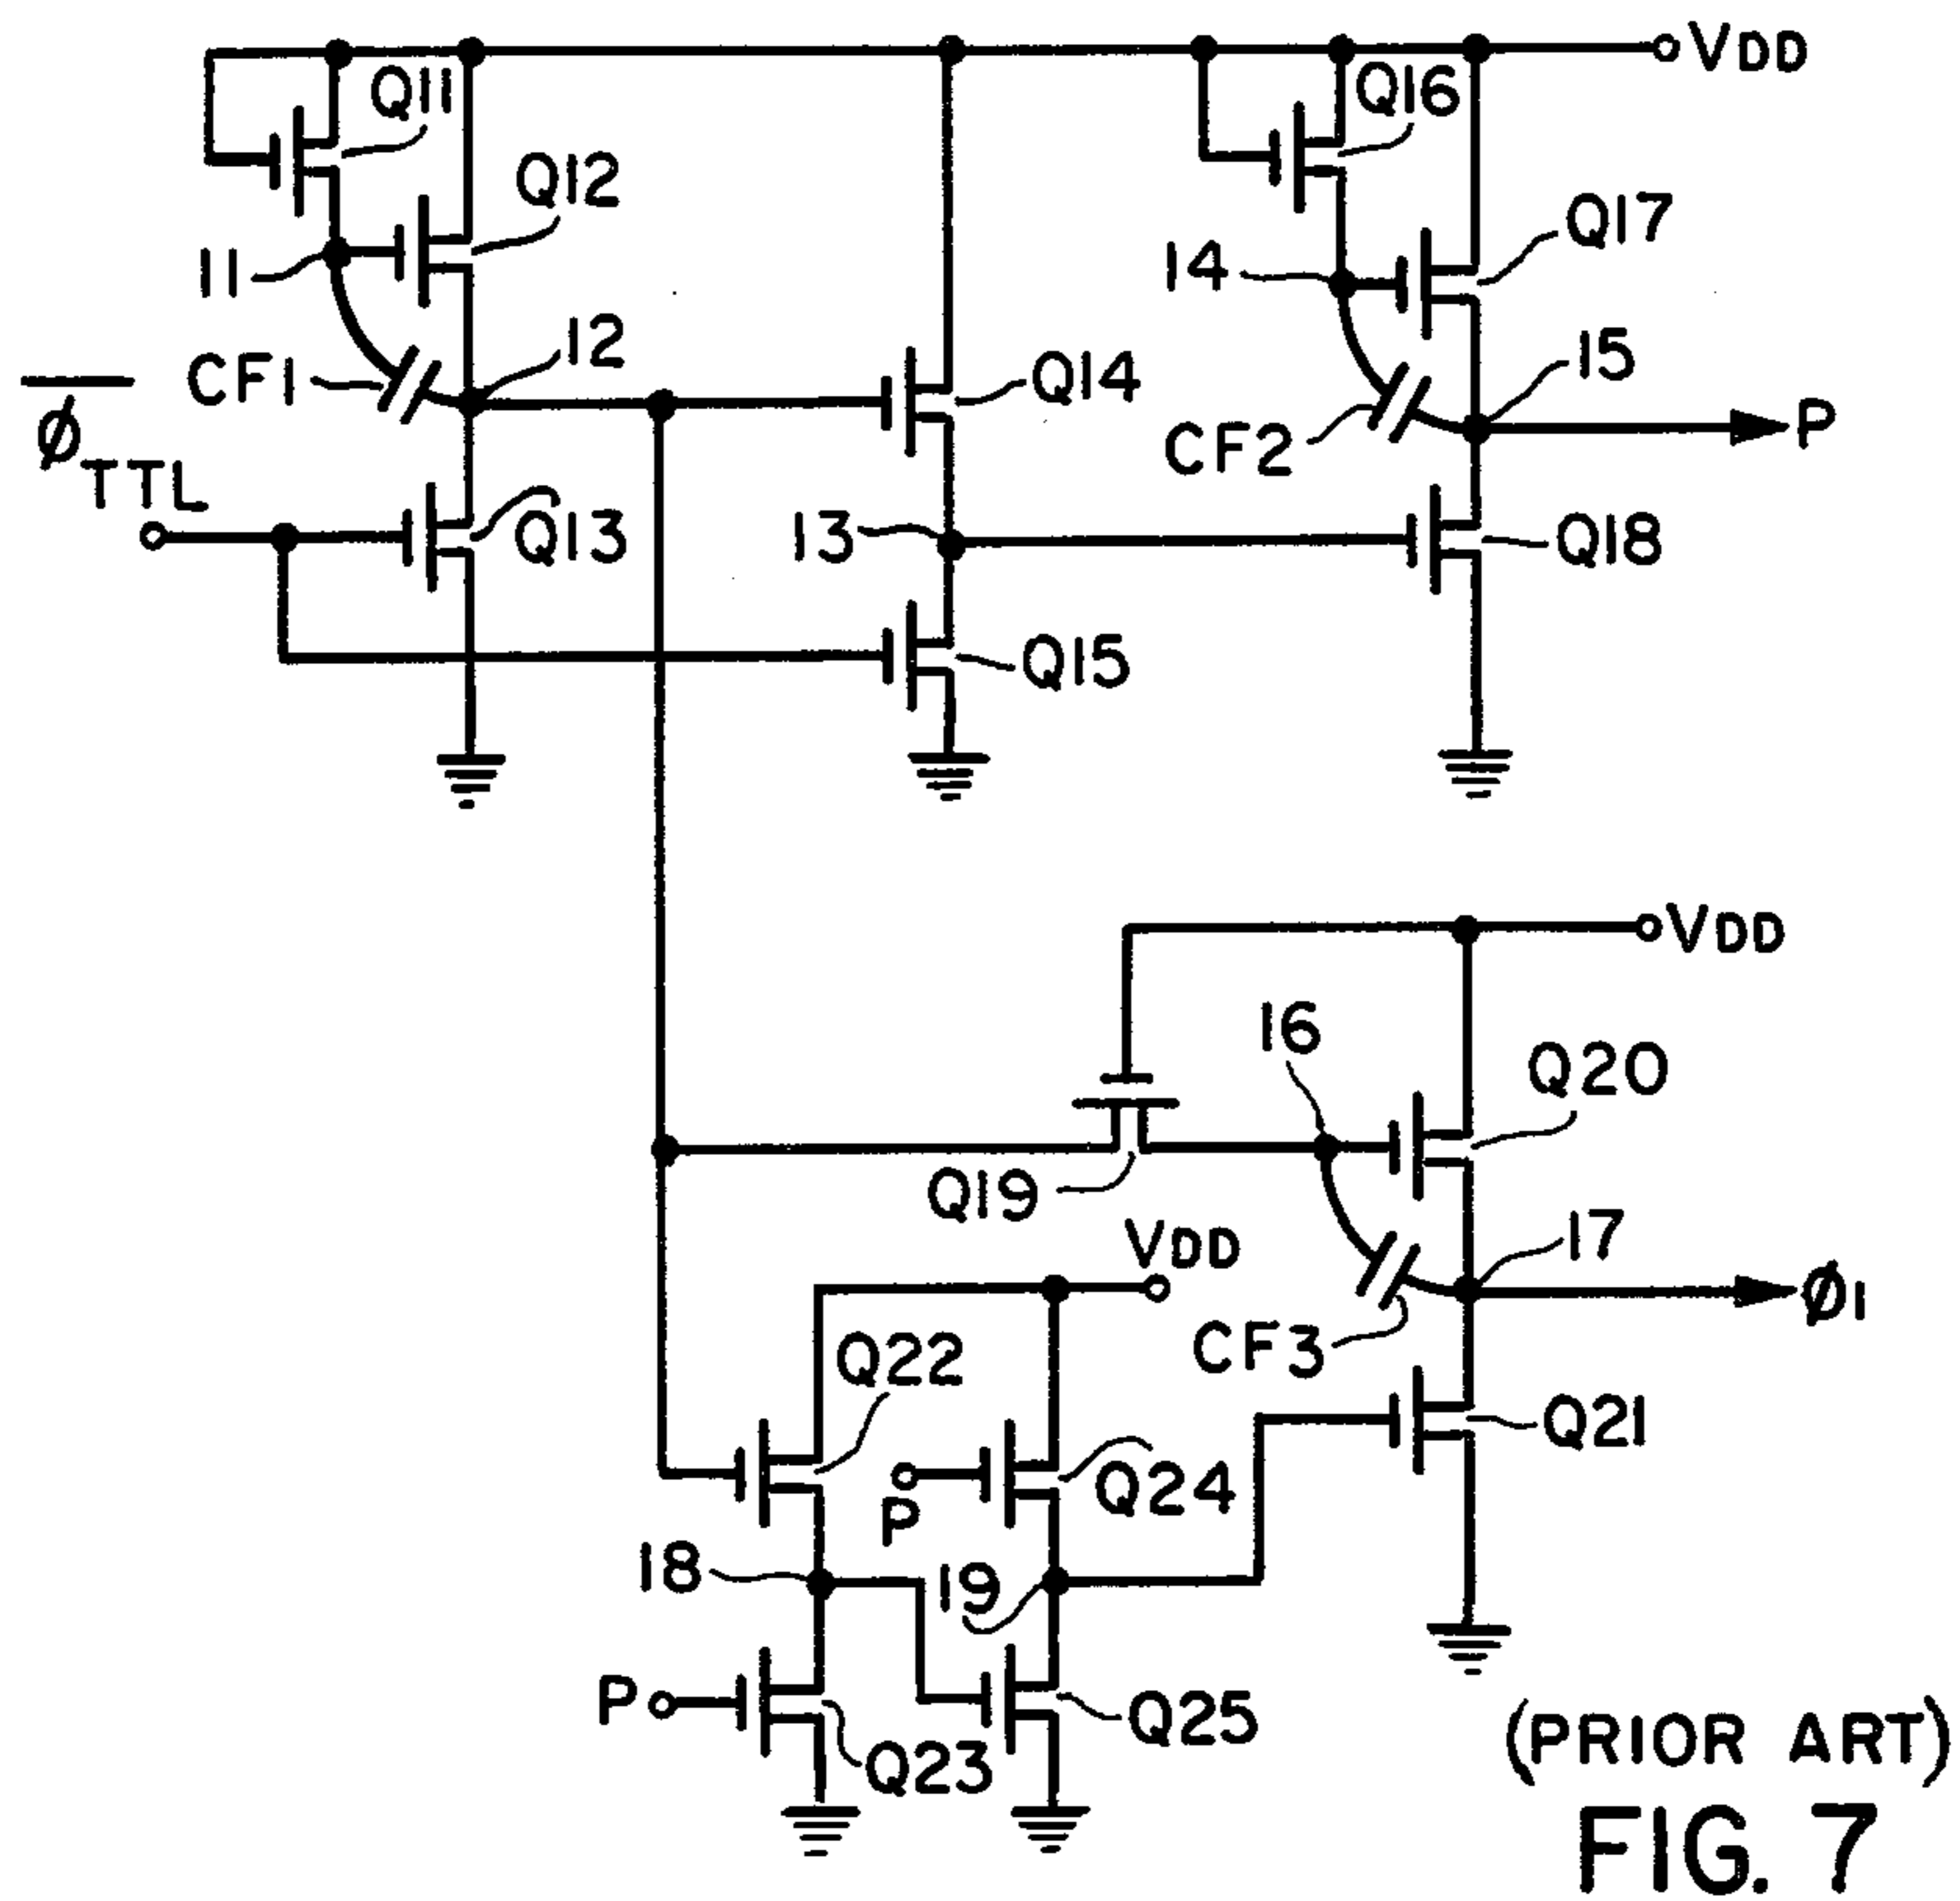 VDD
Q11
Q16
Q12
Q17
11
14
12
15
CF1
Q14
P
φ̅TTL
CF2
13
Q13
Q18
Q15
VDD
16
Q20
Q19
17
VDD
φ1
CF3
Q22
Q21
Q24
P
18
19
P
Q25
Q23
(PRIOR ART)
FIG. 7